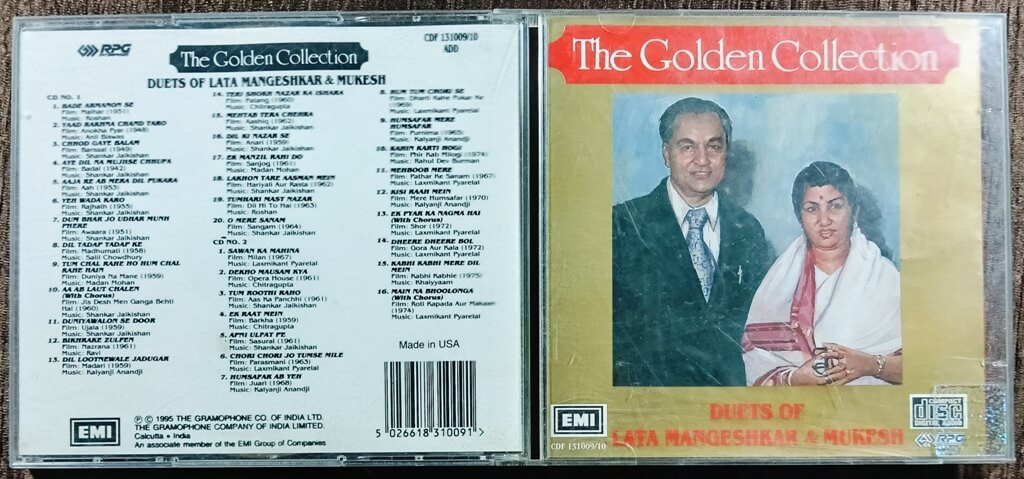 RPG
The Golden Collection
CDF 131009/10
ADD
DUETS OF LATA MANGESHKAR & MUKESH
CD NO. 1
1. BADE ARMANON SE
Film: Malhar (1951)
Music: Roshan
2. YAAD RAKHNA CHAND TARO
Film: Anokha Pyar (1948)
Music: Anil Biswas
3. CHHOD GAYE BALAM
Film: Barsaat (1949)
Music: Shankar Jaikishan
4. AYE DIL NA MUJHSE CHHUPA
Film: Badal (1942)
Music: Shankar Jaikishan
5. AAJA RE AB MERA DIL PUKARA
Film: Aah (1953)
Music: Shankar Jaikishan
6. YEH WADA KARO
Film: Rajhath (1955)
Music: Shankar Jaikishan
7. DUM BHAR JO UDHAR MUNH
PHERE
Film: Awaara (1951)
Music: Shankar Jaikishan
8. DIL TADAP TADAP KE
Film: Madhumati (1958)
Music: Salil Chowdhury
9. TUM CHAL RAHE HO HUM CHAL
RAHE HAIN
Film: Duniya Na Mane (1959)
Music: Madan Mohan
10. AA AB LAUT CHALEN
(With Chorus)
Film: Jis Desh Men Ganga Behti
Hai (1960)
Music: Shankar Jaikishan
11. DUNIYAWALON SE DOOR
Film: Ujala (1959)
Music: Shankar Jaikishan
12. BIKHRAKE ZULFEN
Film: Nazrana (1961)
Music: Ravi
13. DIL LOOTNEWALE JADUGAR
Film: Madari (1959)
Music: Kalyanji Anandji
14. TERI SHOKH NAZAR KA ISHARA
Film: Patang (1960)
Music: Chitragupta
15. MEHTAB TERA CHEHRA
Film: Aashiq (1962)
Music: Shankar Jaikishan
16. DIL KI NAZAR SE
Film: Anari (1959)
Music: Shankar Jaikishan
17. EK MANZIL RAHI DO
Film: Sanjog (1961)
Music: Madan Mohan
18. LAKHON TARE AASMAN MEIN
Film: Hariyali Aur Rasta (1962)
Music: Shankar Jaikishan
19. TUMHARI MAST NAZAR
Film: Dil Hi To Hai (1963)
Music: Roshan
20. O MERE SANAM
Film: Sangam (1964)
Music: Shankar Jaikishan
CD NO. 2
1. SAWAN KA MAHINA
Film: Milan (1967)
Music: Laxmikant Pyarelal
2. DEKHO MAUSAM KYA
Film: Opera House (1961)
Music: Chitragupta
3. TUM ROOTHI RAHO
Film: Aas Ka Panchhi (1961)
Music: Shankar Jaikishan
4. EK RAAT MEIN
Film: Barkha (1959)
Music: Chitragupta
5. APNI ULFAT PE
Film: Sasural (1961)
Music: Shankar Jaikishan
6. CHORI CHORI JO TUMSE MILE
Film: Parasmani (1963)
Music: Laxmikant Pyarelal
7. HUMSAFAR AB YEH
Film: Juari (1968)
Music: Kalyanji Anandji
8. HUM TUM CHORI SE
Film: Dharti Kahe Pukar Ke
(1969)
Music: Laxmikant Pyarelal
9. HUMSAFAR MERE
HUMSAFAR
Film: Purnima (1965)
Music: Kalyanji Anandji
10. KAHIN KARTI HOGI
Film: Phir Kab Milogi (1974)
Music: Rahul Dev Burman
11. MEHBOOB MERE
Film: Pathar Ke Sanam (1967)
Music: Laxmikant Pyarelal
12. KISI RAAH MEIN
Film: Mere Humsafar (1970)
Music: Kalyanji Anandji
13. EK PYAR KA NAGMA HAI
(With Chorus)
Film: Shor (1972)
Music: Laxmikant Pyarelal
14. DHEERE DHEERE BOL
Film: Gora Aur Kala (1972)
Music: Laxmikant Pyarelal
15. KABHI KABHI MERE DIL
MEIN
Film: Kabhi Kabhie (1975)
Music: Khaiyyaam
16. MAIN NA BHOOLONGA
(With Chorus)
Film: Roti Kapada Aur Makaan
(1974)
Music: Laxmikant Pyarelal
Made in USA
5 026618 310091 >
EMI
℗ © 1995 THE GRAMOPHONE CO. OF INDIA LTD.
THE GRAMOPHONE COMPANY OF INDIA LIMITED.
Calcutta • India
An associate member of the EMI Group of Companies
The Golden Collection
DUETS OF
LATA MANGESHKAR & MUKESH
EMI
CDF 131009/10
COMPACT
disc
DIGITAL AUDIO
RPG